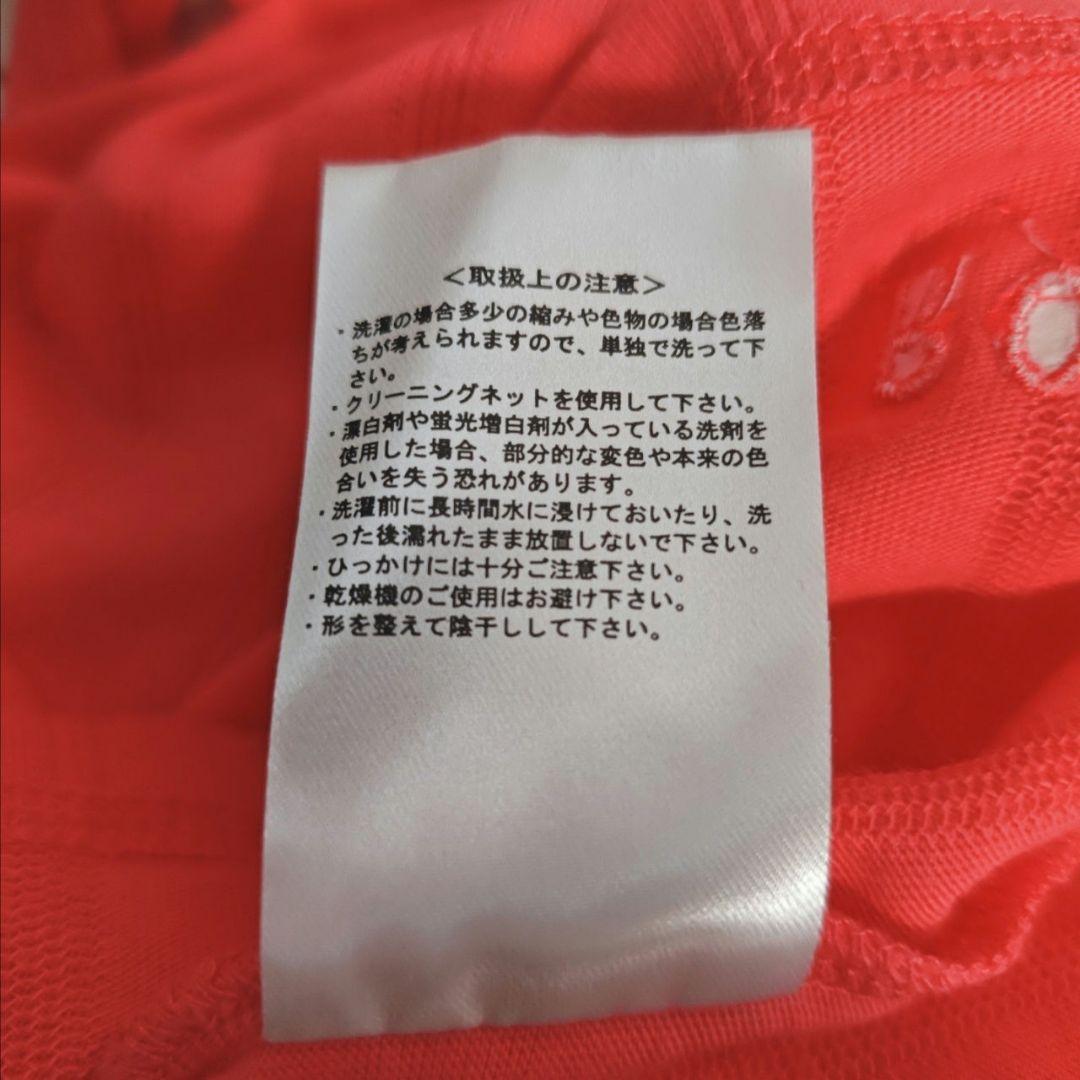 <取扱上の注意>
・洗濯の場合多少の縮みや色物の場合色落
ちが考えられますので、単独で洗って下
さい。
・クリーニングネットを使用して下さい。
・漂白剤や蛍光増白剤が入っている洗剤を
使用した場合、部分的な変色や本来の色
合いを失う恐れがあります。
・洗濯前に長時間水に浸けておいたり、洗
った後濡れたまま放置しないで下さい。
・ひっかけには十分ご注意下さい。
・乾燥機のご使用はお避け下さい。
・形を整えて陰干しして下さい。